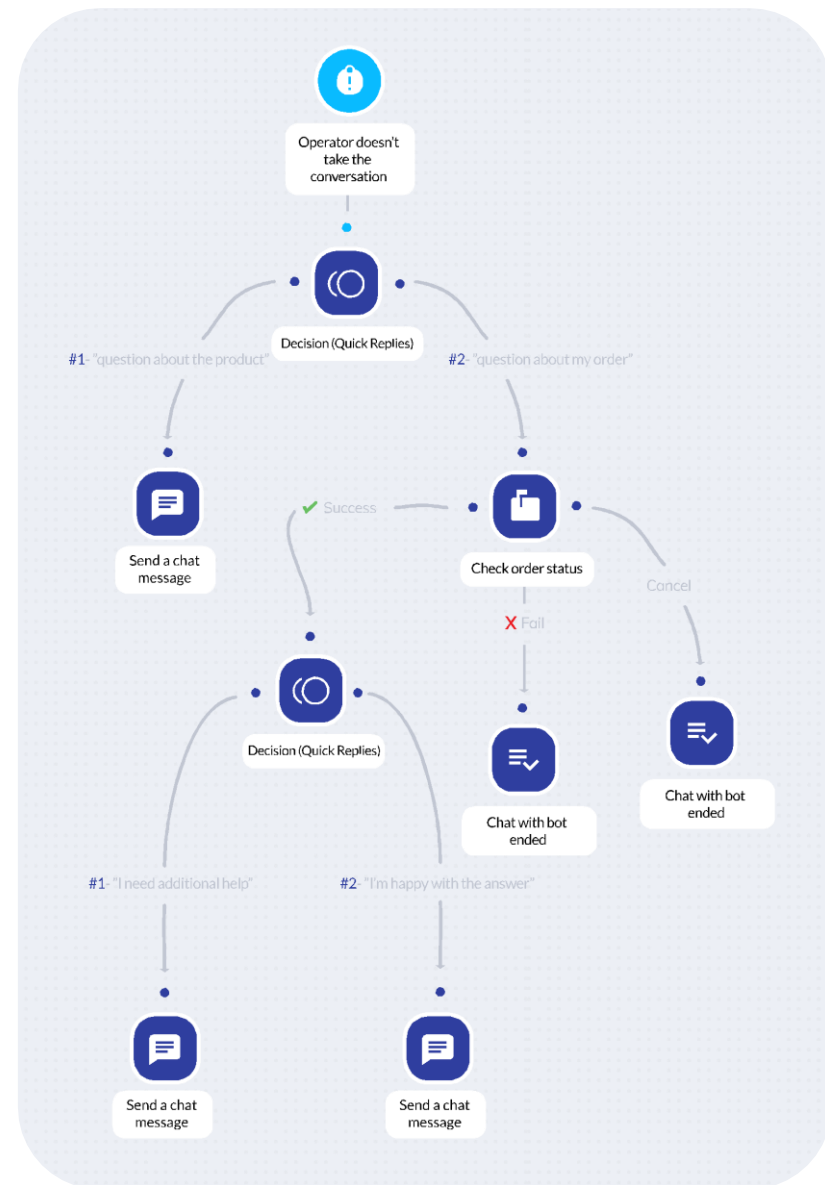 Operator doesn't
take the
conversation
Decision (Quick Replies)
#1- "question about the product"
#2- "question about my order"
Send a chat
message
Success
Check order status
Cancel
X Fail
Decision (Quick Replies)
Chat with bot
ended
Chat with bot
ended
#1- "I need additional help"
#2- "I'm happy with the answer"
Send a chat
message
Send a chat
message